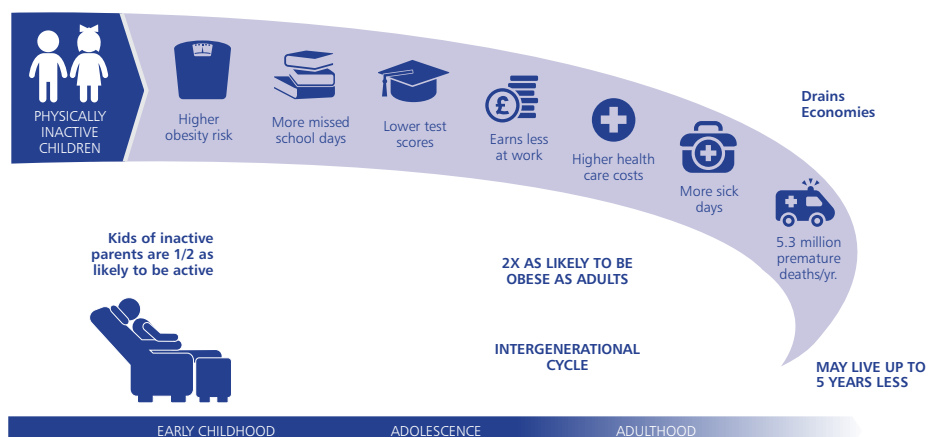 PHYSICALLY
INACTIVE
CHILDREN
Higher
obesity risk
More missed
school days
Lower test
scores
£
Earns less
at work
Higher health
care costs
More sick
days
5.3 million
premature
deaths/yr.
Drains
Economies
Kids of inactive
parents are 1/2 as
likely to be active
2X AS LIKELY TO BE
OBESE AS ADULTS
INTERGENERATIONAL
CYCLE
MAY LIVE UP TO
5 YEARS LESS
EARLY CHILDHOOD
ADOLESCENCE
ADULTHOOD